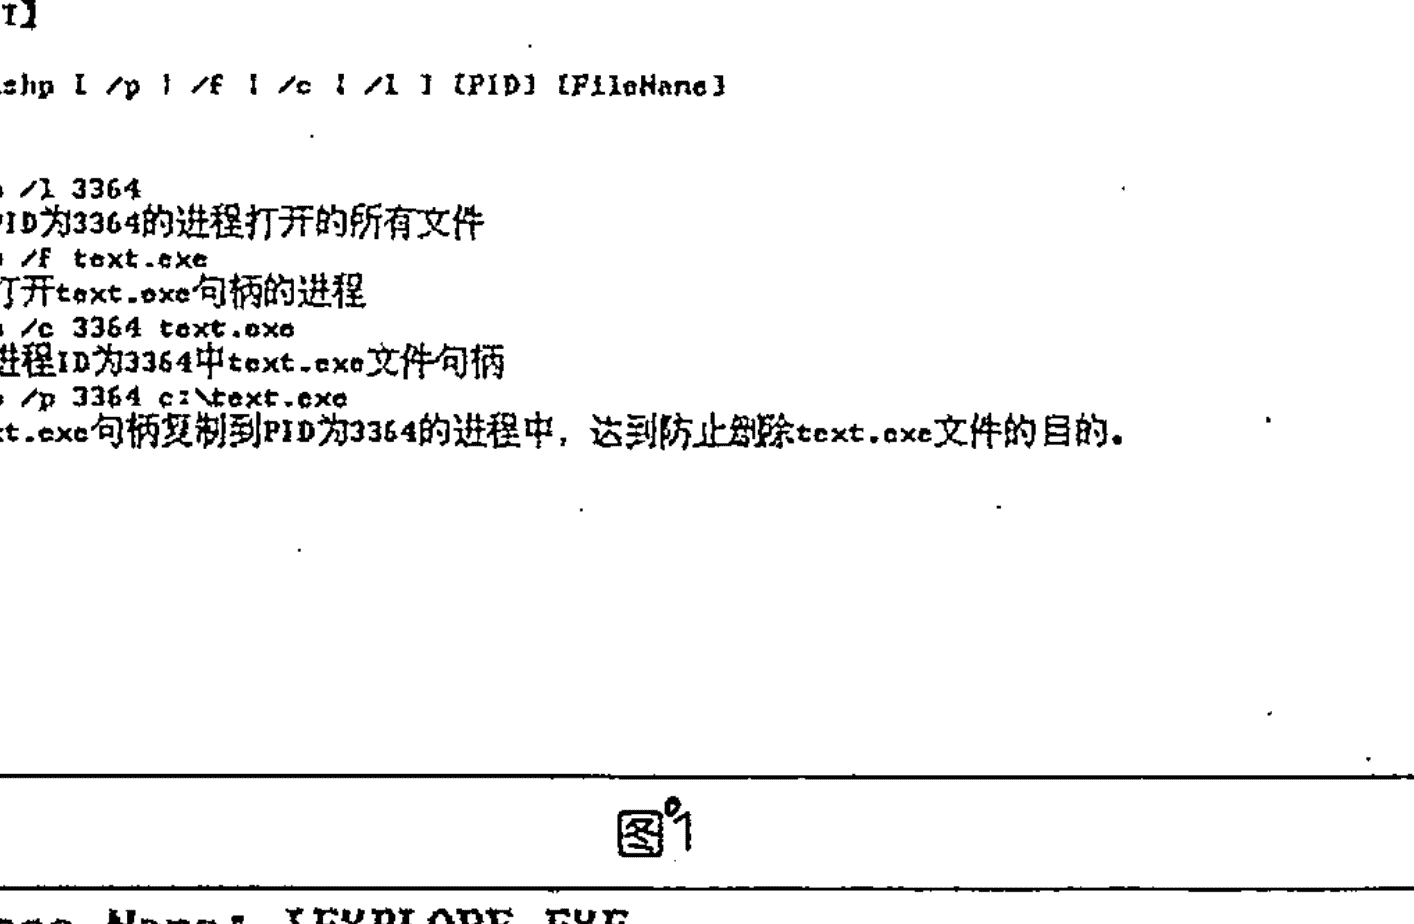 T】
shp [ /p | /f | /c | /l ] [PID] [FileName]
/l 3364
PID为3364的进程打开的所有文件
/f text.exe
打开text.exe句柄的进程
/c 3364 text.exe
进程ID为3364中text.exe文件句柄
/p 3364 c:\text.exe
xt.exe句柄复制到PID为3364的进程中，达到防止删除text.exe文件的目的。
图1
Name: IEXPLORE.EXE